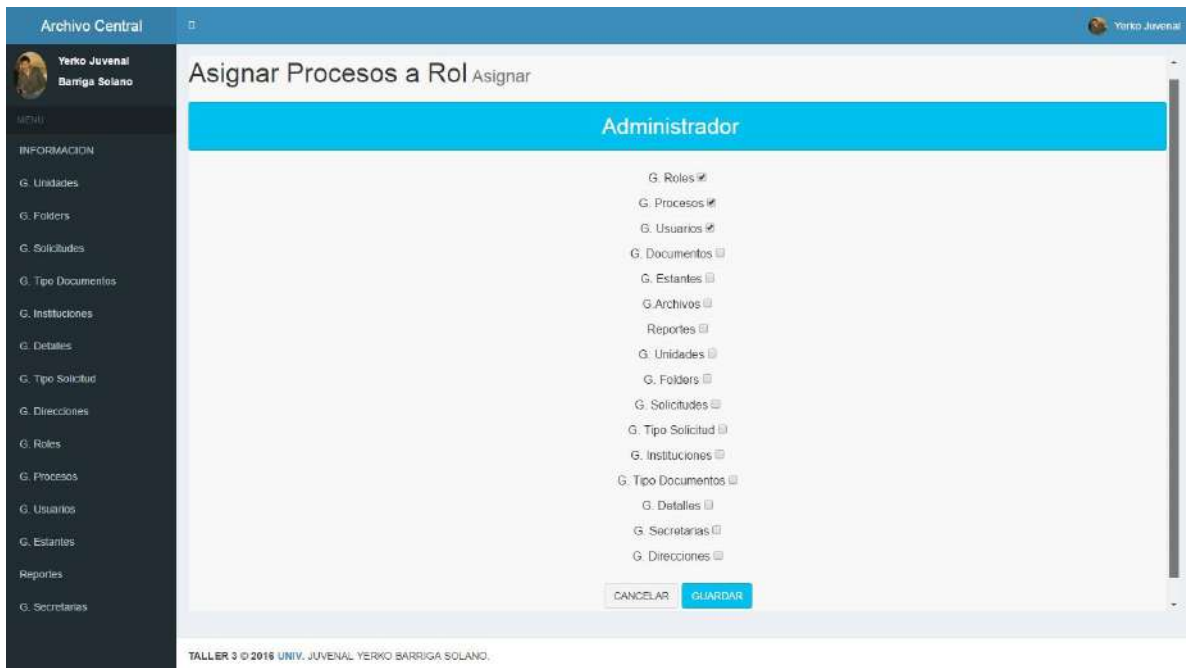 Archivo Central
Yerko Juvenal
Yerko Juvenal
Barriga Solano
MENU
INFORMACION
G. Unidades
G. Folders
G. Solicitudes
G. Tipo Documentos
G. Instituciones
G. Detalles
G. Tipo Solicitud
G. Direcciones
G. Roles
G. Procesos
G. Usuarios
G. Estantes
Reportes
G. Secretarias
Asignar Procesos a Rol Asignar
Administrador
G. Roles
G. Procesos
G. Usuarios
G. Documentos
G. Estantes
G.Archivos
Reportes
G. Unidades
G. Folders
G. Solicitudes
G. Tipo Solicitud
G. Instituciones
G. Tipo Documentos
G. Detalles
G. Secretarias
G. Direcciones
CANCELAR GUARDAR
TALLER 3 © 2016 UNIV. JUVENAL YERKO BARRIGA SOLANO.